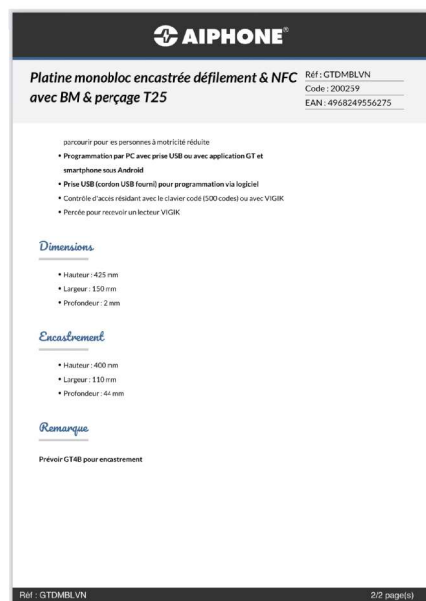 AIPHONE®
Platine monobloc encastrée défilement & NFC
avec BM & perçage T25
Réf : GTDMBLVN
Code : 200259
EAN : 4968249556275
parcourir pour es personnes à motricité réduite
• Programmation par PC avec prise USB ou avec application GT et
smartphone sous Android
• Prise USB (cordon USB fourni) pour programmation via logiciel
• Contrôle d'accès résidant avec le clavier codé (500 codes) ou avec VIGIK
• Percée pour recevoir un lecteur VIGIK
Dimensions
• Hauteur : 425 mm
• Largeur : 150 mm
• Profondeur : 2 mm
Encastrement
• Hauteur : 400 mm
• Largeur : 110 mm
• Profondeur : 44 mm
Remarque
Prévoir GT4B pour encastrement
Réf : GTDMBLVN
2/2 page(s)